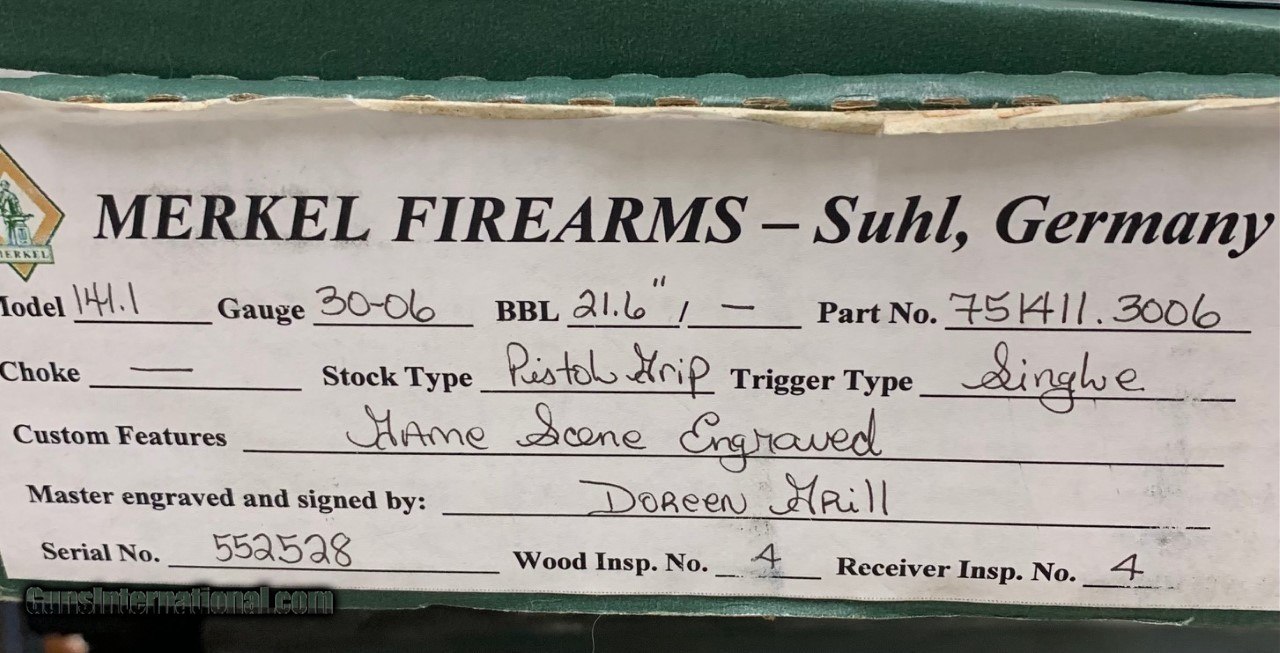 MERKEL FIREARMS – Suhl, Germany
MERKEL
Model 141.1 Gauge 30-06 BBL 21.6" / — Part No. 751411.3006
Choke — Stock Type Pistol Grip Trigger Type Single
Custom Features Game Scene Engraved
Master engraved and signed by: Doreen Grill
Serial No. 552528 Wood Insp. No. 4 Receiver Insp. No. 4
GunsInternational.com